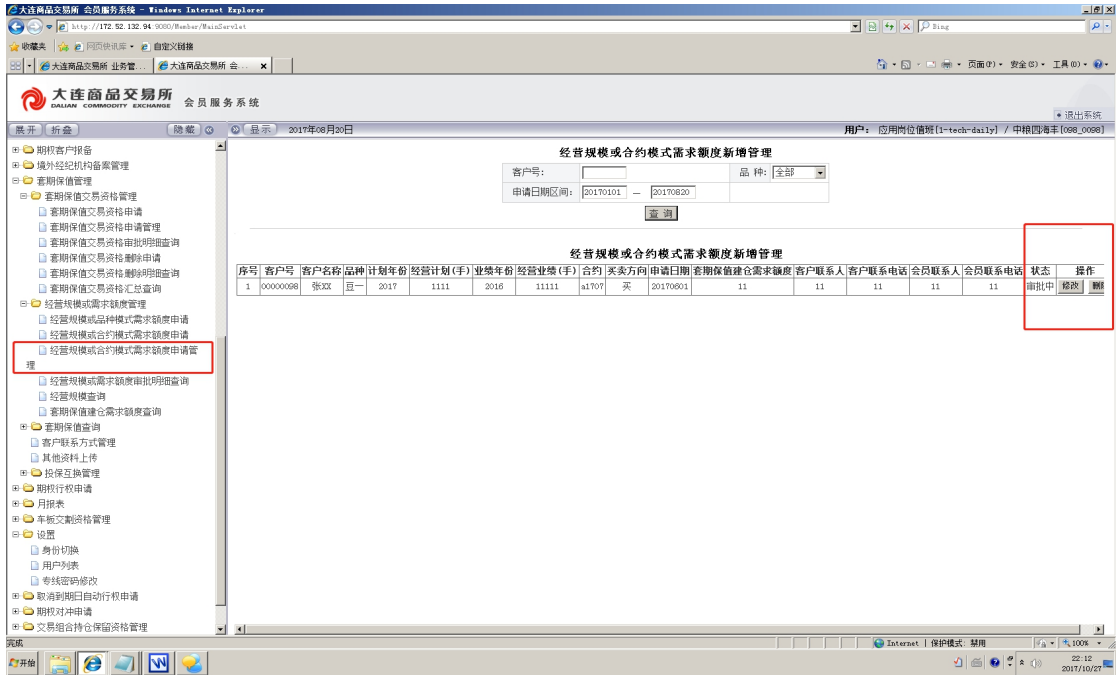 大连商品交易所 会员服务系统 - Windows Internet Explorer
http://172.52.132.94:9080/Member/MainServlet
Bing
收藏夹 网页快讯库 自定义链接
大连商品交易所 业务管... 大连商品交易所 会... x
页面(P) 安全(S) 工具(O)
大连商品交易所
DALIAN COMMODITY EXCHANGE
会员服务系统
退出系统
展开 折叠 隐藏 显示 2017年08月20日 用户: 应用岗位值班[1-tech-daily] / 中粮四海丰[098_0098]
期权客户报备
境外经纪机构备案管理
套期保值管理
套期保值交易资格管理
套期保值交易资格申请
套期保值交易资格申请管理
套期保值交易资格审批明细查询
套期保值交易资格删除申请
套期保值交易资格删除明细查询
套期保值交易资格汇总查询
经营规模或需求额度管理
经营规模或品种模式需求额度申请
经营规模或合约模式需求额度申请
经营规模或合约模式需求额度申请管
理
经营规模或需求额度审批明细查询
经营规模查询
套期保值建仓需求额度查询
套期保值查询
客户联系方式管理
其他资料上传
投保互换管理
期权行权申请
月报表
车板交割资格管理
设置
身份切换
用户列表
专线密码修改
取消到期日自动行权申请
期权对冲申请
交易组合持仓保留资格管理
经营规模或合约模式需求额度新增管理
客户号: 品 种: 全部
申请日期区间: 20170101 — 20170820
查 询
经营规模或合约模式需求额度新增管理
序号 客户号 客户名称 品种 计划年份 经营计划(手) 业绩年份 经营业绩(手) 合约 买卖方向 申请日期 套期保值建仓需求额度 客户联系人 客户联系电话 会员联系人 会员联系电话 状态 操作
1 00000098 张XX 豆一 2017 1111 2016 11111 a1707 买 20170601 11 11 11 11 11 审批中 修改
完成 Internet | 保护模式: 禁用 100%
开始 22:12
2017/10/27